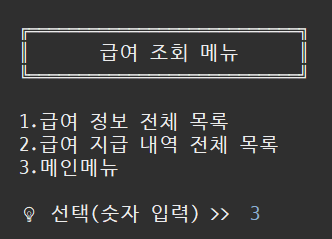 급여 조회 메뉴
1.급여 정보 전체 목록
2.급여 지급 내역 전체 목록
3.메인메뉴
선택(숫자 입력) >> 3